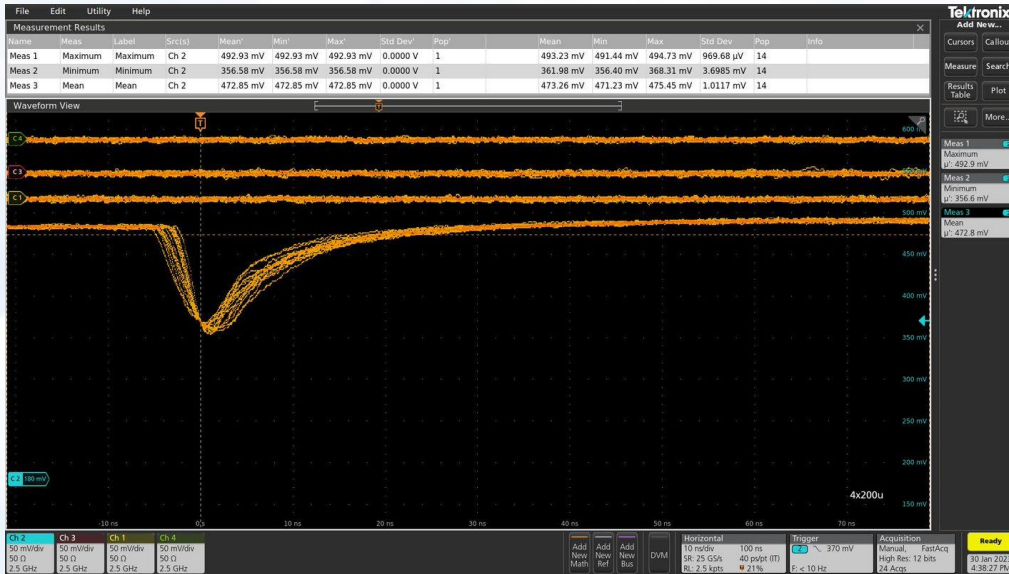 File Edit Utility Help
Tektronix
Measurement Results
Add New...
Name Meas Label Src(s) Mean' Min' Max' Std Dev' Pop' Mean Min Max Std Dev Pop Info
Meas 1 Maximum Maximum Ch 2 492.93 mV 492.93 mV 492.93 mV 0.0000 V 1 493.23 mV 491.44 mV 494.73 mV 969.68 µV 14
Meas 2 Minimum Minimum Ch 2 356.58 mV 356.58 mV 356.58 mV 0.0000 V 1 361.98 mV 356.40 mV 368.31 mV 3.6985 mV 14
Meas 3 Mean Mean Ch 2 472.85 mV 472.85 mV 472.85 mV 0.0000 V 1 473.26 mV 471.23 mV 475.45 mV 1.0117 mV 14
Cursors Callou
Measure Search
Results Table Plot
More..
Waveform View
T
T
C4
C3
C1
C2 180 mV
600 mV
500 mV
450 mV
400 mV
350 mV
300 mV
250 mV
200 mV
150 mV
4x200u
-10 ns 0s 10 ns 20 ns 30 ns 40 ns 50 ns 60 ns 70 ns
Meas 1
Maximum
µ': 492.9 mV
Meas 2
Minimum
µ': 356.6 mV
Meas 3
Mean
µ': 472.8 mV
Ch 2
50 mV/div
50 Ω
2.5 GHz
Ch 3
50 mV/div
50 Ω
2.5 GHz
Ch 1
50 mV/div
50 Ω
2.5 GHz
Ch 4
50 mV/div
50 Ω
2.5 GHz
Add New Math
Add New Ref
Add New Bus
DVM
Horizontal
10 ns/div 100 ns
SR: 25 GS/s 40 ps/pt (IT)
RL: 2.5 kpts 21%
Trigger
2 370 mV
F: < 10 Hz
Acquisition
Manual, FastAcq
High Res: 12 bits
24 Acqs
Ready
30 Jan 202
4:38:27 PM